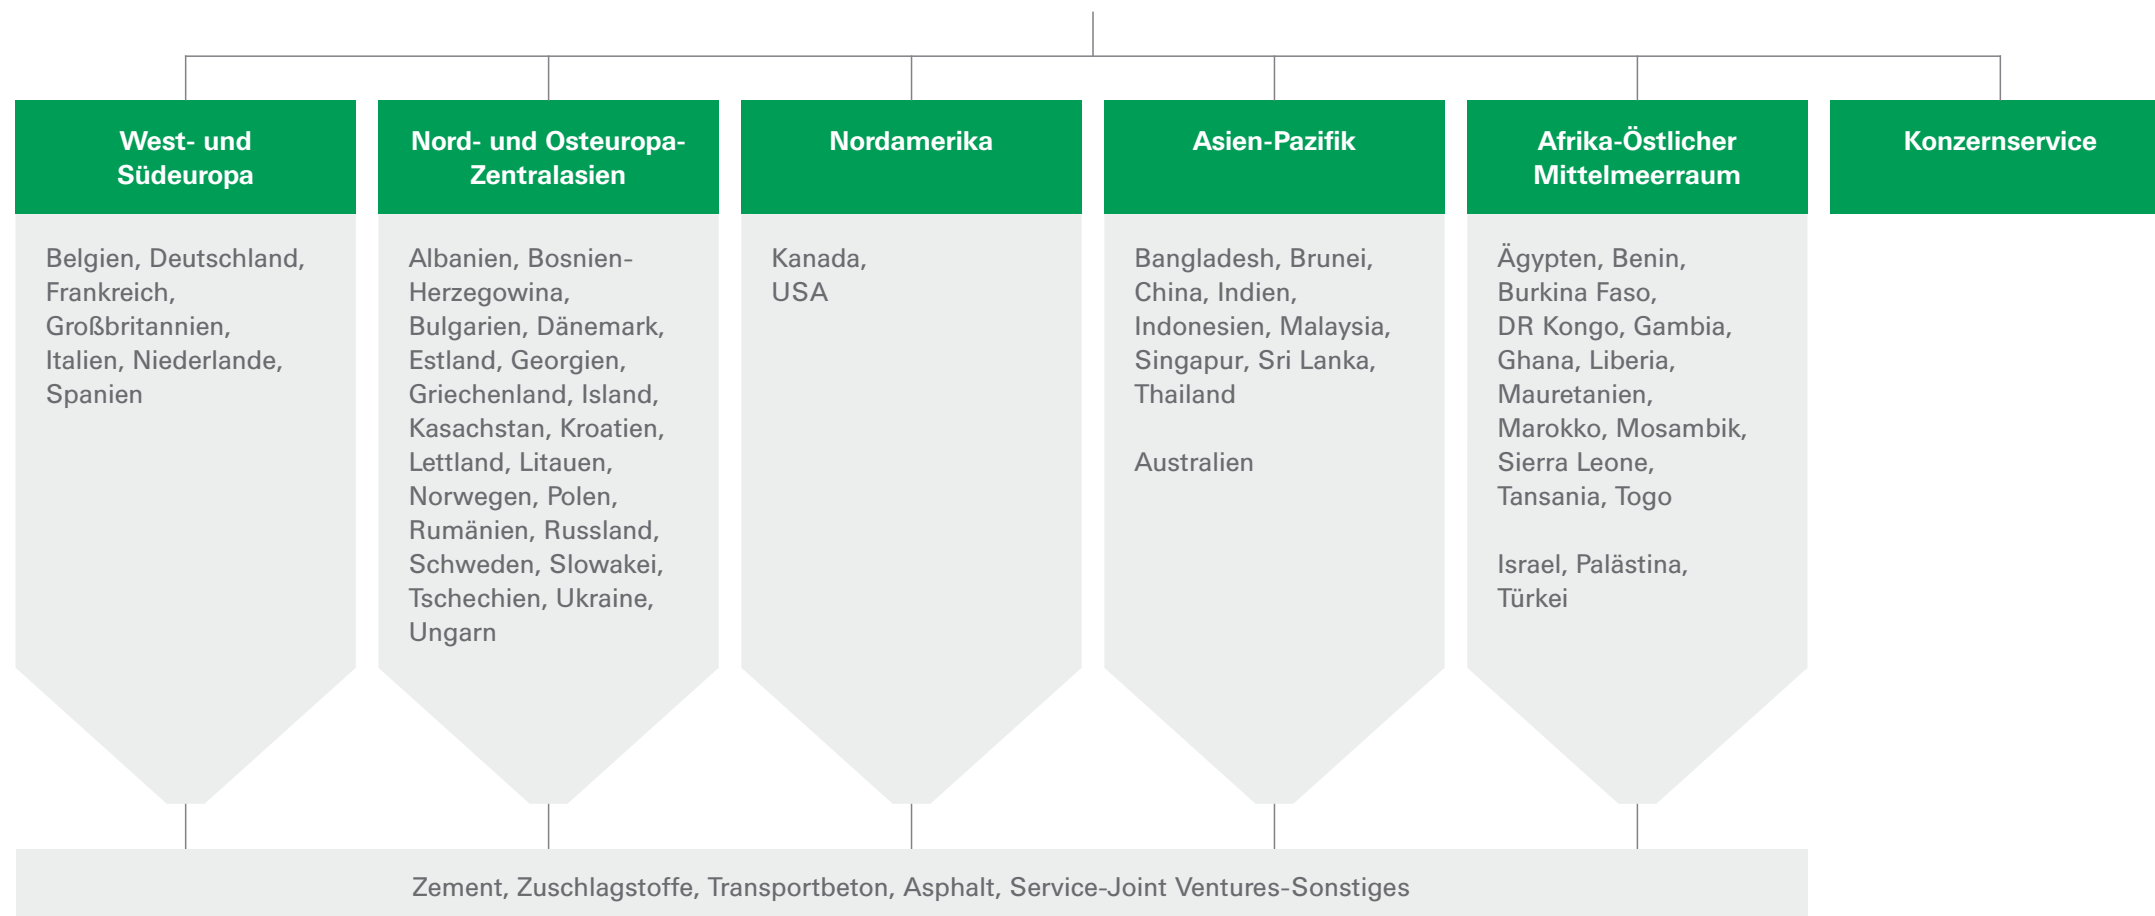 West- und
Südeuropa
Belgien, Deutschland,
Frankreich,
Großbritannien,
Italien, Niederlande,
Spanien
Nord- und Osteuropa-
Zentralasien
Albanien, Bosnien-
Herzegowina,
Bulgarien, Dänemark,
Estland, Georgien,
Griechenland, Island,
Kasachstan, Kroatien,
Lettland, Litauen,
Norwegen, Polen,
Rumänien, Russland,
Schweden, Slowakei,
Tschechien, Ukraine,
Ungarn
Nordamerika
Kanada,
USA
Asien-Pazifik
Bangladesh, Brunei,
China, Indien,
Indonesien, Malaysia,
Singapur, Sri Lanka,
Thailand
Australien
Afrika-Östlicher
Mittelmeerraum
Ägypten, Benin,
Burkina Faso,
DR Kongo, Gambia,
Ghana, Liberia,
Mauretanien,
Marokko, Mosambik,
Sierra Leone,
Tansania, Togo
Israel, Palästina,
Türkei
Konzernservice
Zement, Zuschlagstoffe, Transportbeton, Asphalt, Service-Joint Ventures-Sonstiges